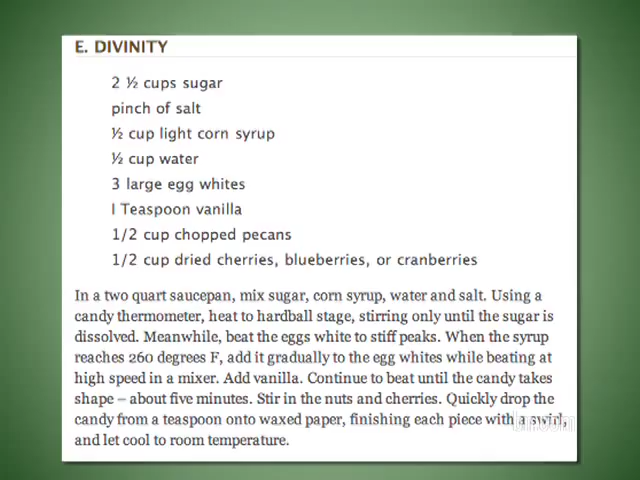 E. DIVINITY
2 ½ cups sugar
pinch of salt
½ cup light corn syrup
½ cup water
3 large egg whites
I Teaspoon vanilla
1/2 cup chopped pecans
1/2 cup dried cherries, blueberries, or cranberries
In a two quart saucepan, mix sugar, corn syrup, water and salt. Using a
candy thermometer, heat to hardball stage, stirring only until the sugar is
dissolved. Meanwhile, beat the eggs white to stiff peaks. When the syrup
reaches 260 degrees F, add it gradually to the egg whites while beating at
high speed in a mixer. Add vanilla. Continue to beat until the candy takes
shape – about five minutes. Stir in the nuts and cherries. Quickly drop the
candy from a teaspoon onto waxed paper, finishing each piece with a swirl,
and let cool to room temperature.